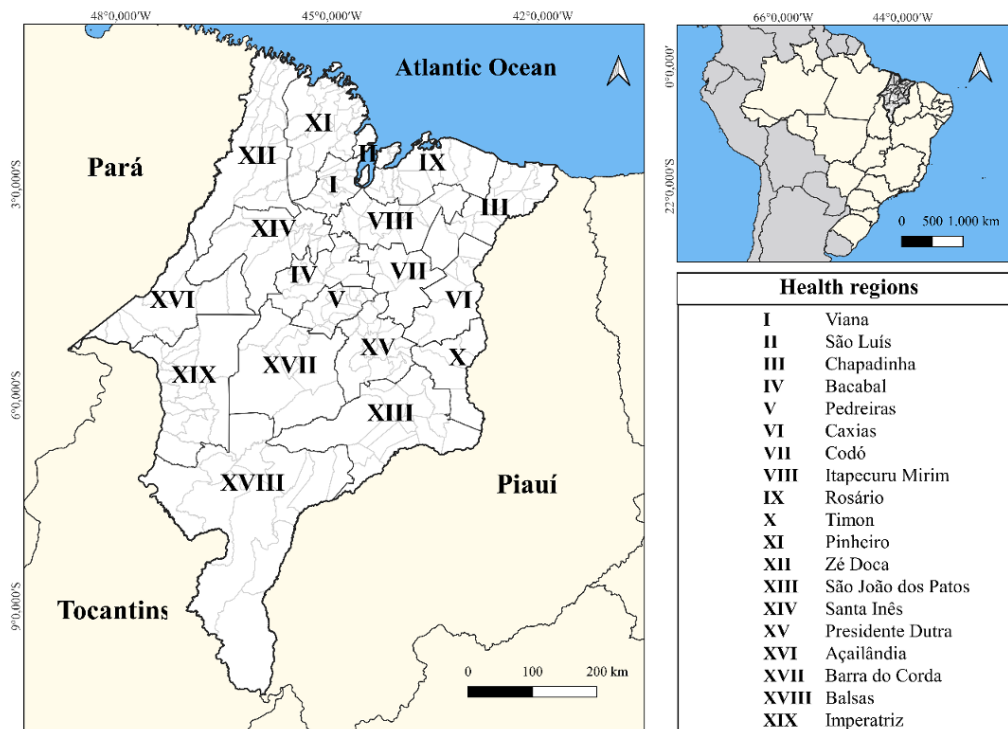 48°0,000'W 45°0,000'W 42°0,000'W
Atlantic Ocean
Pará
XI
XII
II
IX
I
III
VIII
XIV
IV
VII
XVI
V
VI
XV
X
XVII
XIX
XIII
XVIII
Piauí
Tocantins
3°0,000'S
6°0,000'S
9°0,000'S
0 100 200 km
66°0,000'W 44°0,000'W
0°0,000'
22°0,000'S
0 500 1.000 km
Health regions
I Viana
II São Luís
III Chapadinha
IV Bacabal
V Pedreiras
VI Caxias
VII Codó
VIII Itapecuru Mirim
IX Rosário
X Timon
XI Pinheiro
XII Zé Doca
XIII São João dos Patos
XIV Santa Inês
XV Presidente Dutra
XVI Açailândia
XVII Barra do Corda
XVIII Balsas
XIX Imperatriz